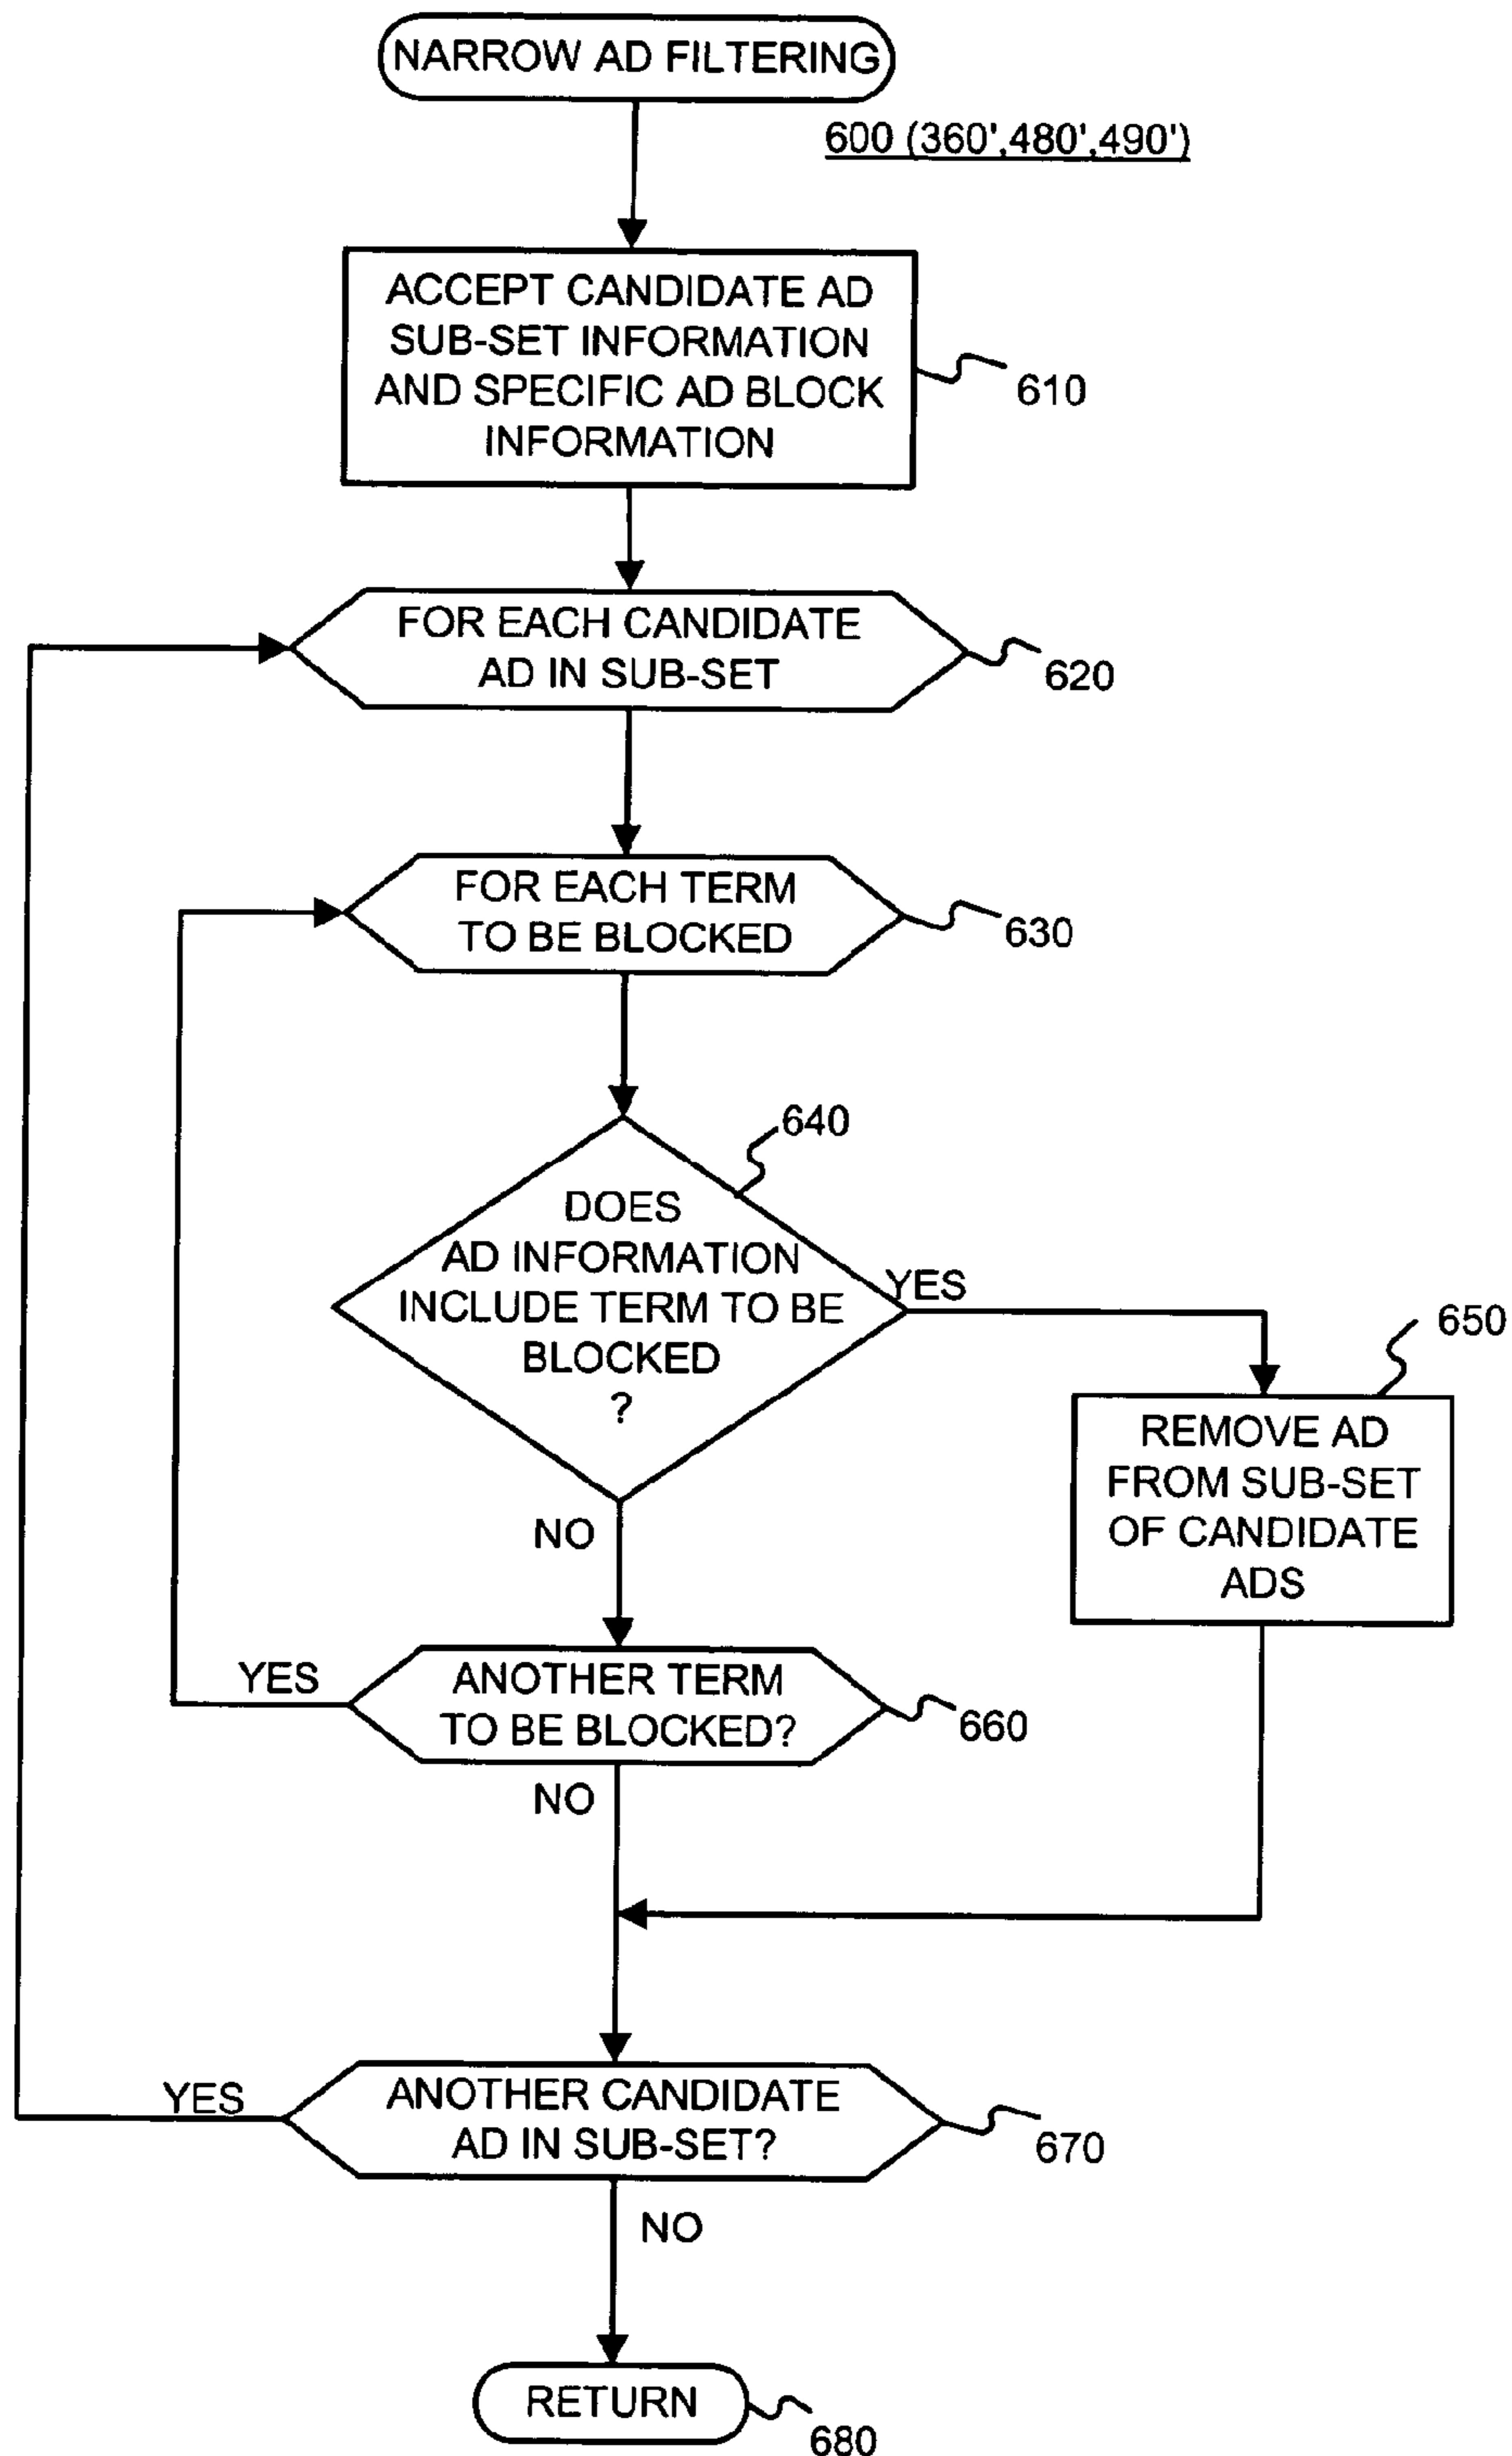 NARROW AD FILTERING
600 (360',480',490')
ACCEPT CANDIDATE AD
SUB-SET INFORMATION
AND SPECIFIC AD BLOCK
INFORMATION
610
FOR EACH CANDIDATE
AD IN SUB-SET
620
FOR EACH TERM
TO BE BLOCKED
630
640
DOES
AD INFORMATION
INCLUDE TERM TO BE
BLOCKED
?
YES
650
REMOVE AD
FROM SUB-SET
OF CANDIDATE
ADS
NO
YES
ANOTHER TERM
TO BE BLOCKED?
660
NO
YES
ANOTHER CANDIDATE
AD IN SUB-SET?
670
NO
RETURN
680